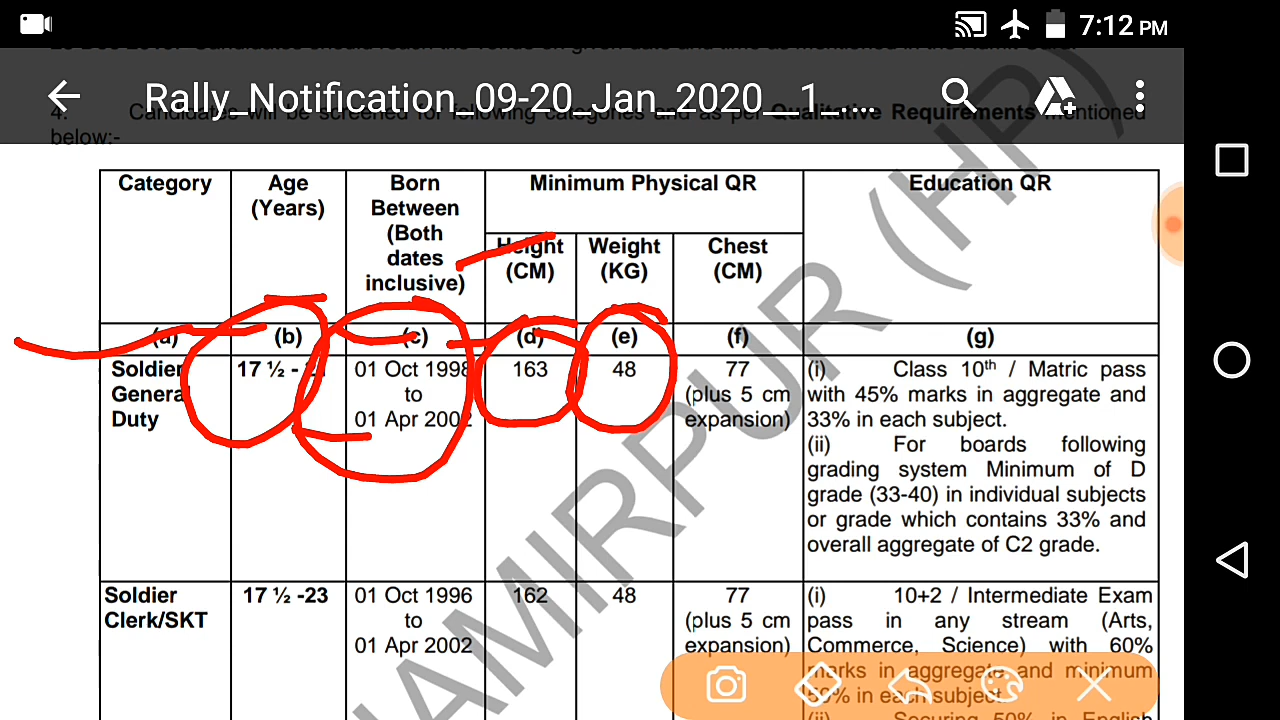 7:12 PM
Rally_Notification_09-20_Jan_2020__1_...
4. Candidates will be screened for following categories and as per Qualitative Requirements mentioned
below:-
Category
Age
(Years)
Born
Between
(Both
dates
inclusive)
Minimum Physical QR
Education QR
Height
(CM)
Weight
(KG)
Chest
(CM)
(a)
(b)
(c)
(d)
(e)
(f)
(g)
Soldier
General
Duty
17 ½ -
01 Oct 1998
to
01 Apr 2002
163
48
77
(plus 5 cm
expansion)
(i) Class 10th / Matric pass
with 45% marks in aggregate and
33% in each subject.
(ii) For boards following
grading system Minimum of D
grade (33-40) in individual subjects
or grade which contains 33% and
overall aggregate of C2 grade.
Soldier
Clerk/SKT
17 ½ -23
01 Oct 1996
to
01 Apr 2002
162
48
77
(plus 5 cm
expansion)
(i) 10+2 / Intermediate Exam
pass in any stream (Arts,
Commerce, Science) with 60%
marks in aggregate and minimum
50% in each subject.
(ii) Securing 50% in English
HAMIRPUR (HP)